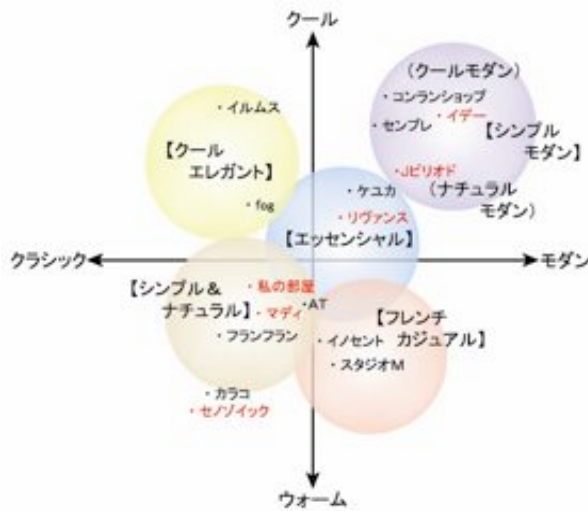 クール
(クールモダン)
・コンランショップ
・イデー
・センプレ
【シンプル
モダン】
・Jピリオド
(ナチュラル
モダン)
・イルムス
【クール
エレガント】
・fog
・ケユカ
・リヴァンス
【エッセンシャル】
クラシック
モダン
【シンプル&
ナチュラル】
・私の部屋
・マディ
・AT
・フランフラン
【フレンチ
カジュアル】
・イノセント
・スタジオM
・カラコ
・セノゾイック
ウォーム